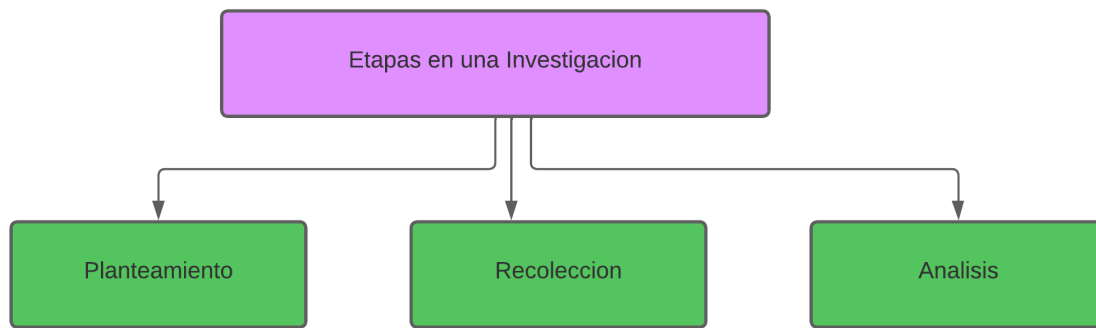 Etapas en una Investigacion
Planteamiento
Recoleccion
Analisis